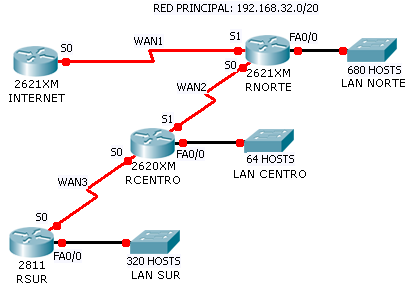 RED PRINCIPAL: 192.168.32.0/20
S0
WAN1
S1
FA0/0
2621XM
INTERNET
S0
2621XM
RNORTE
680 HOSTS
LAN NORTE
WAN2
S1
S0
FA0/0
2620XM
RCENTRO
64 HOSTS
LAN CENTRO
WAN3
S0
FA0/0
2811
RSUR
320 HOSTS
LAN SUR